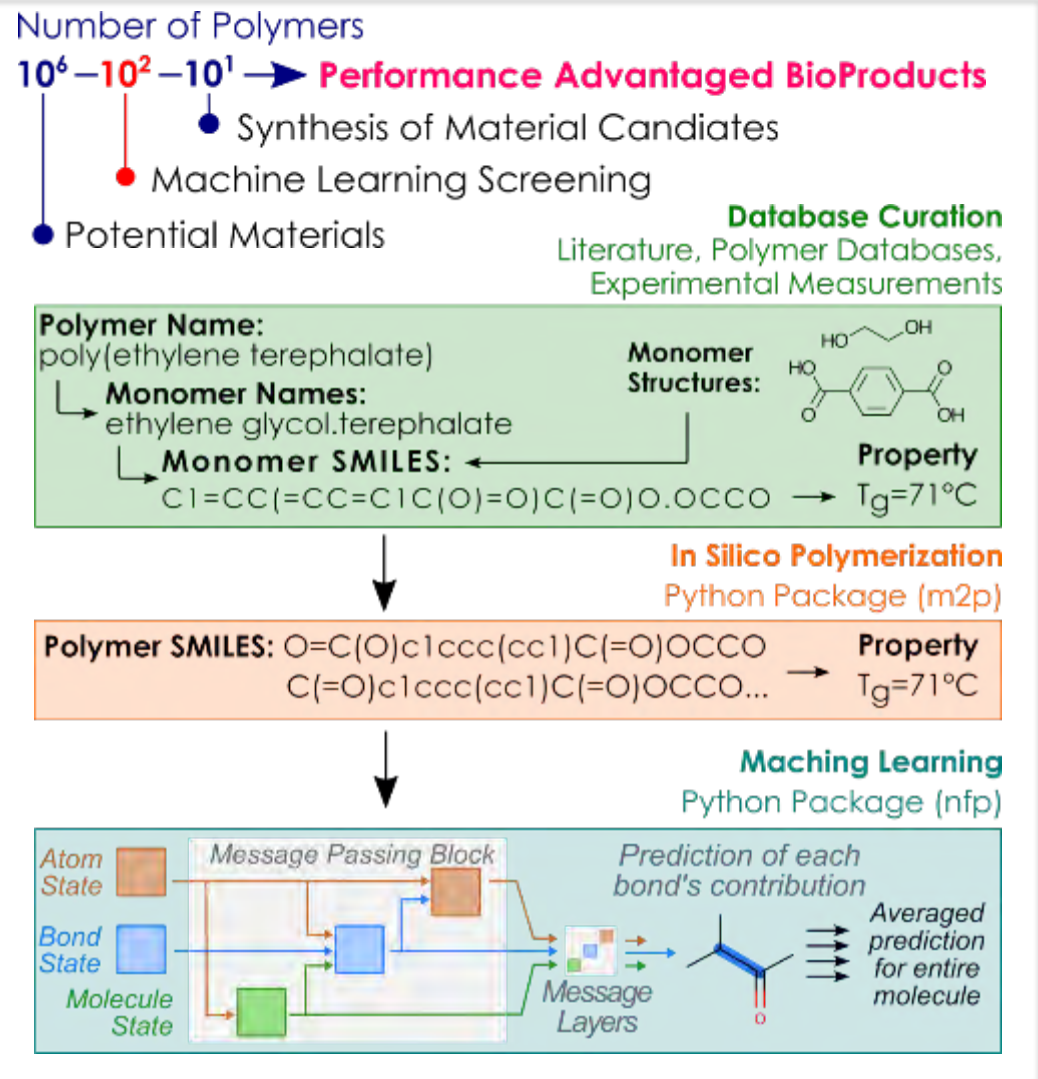 Number of Polymers
10⁶ – 10² – 10¹ Performance Advantaged BioProducts
Synthesis of Material Candiates
Machine Learning Screening
Potential Materials
Database Curation
Literature, Polymer Databases,
Experimental Measurements
Polymer Name:
poly(ethylene terephalate)
Monomer Names:
ethylene glycol.terephalate
Monomer SMILES:
C1=CC(=CC=C1C(O)=O)C(=O)O.OCCO
Monomer
Structures:
HO OH
HO O
O OH
Property
Tg=71°C
In Silico Polymerization
Python Package (m2p)
Polymer SMILES: O=C(O)c1ccc(cc1)C(=O)OCCO
C(=O)c1ccc(cc1)C(=O)OCCO...
Property
Tg=71°C
Maching Learning
Python Package (nfp)
Atom
State
Bond
State
Molecule
State
Message Passing Block
Message
Layers
Prediction of each
bond's contribution
O
Averaged
prediction
for entire
molecule